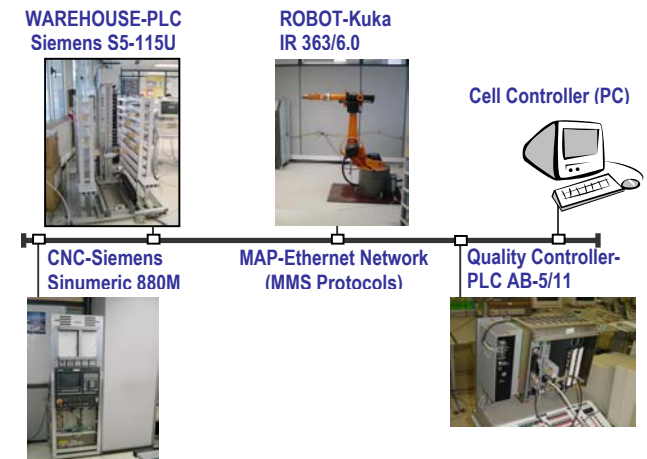 WAREHOUSE-PLC
Siemens S5-115U
ROBOT-Kuka
IR 363/6.0
Cell Controller (PC)
CNC-Siemens
Sinumeric 880M
MAP-Ethernet Network
(MMS Protocols)
Quality Controller-
PLC AB-5/11